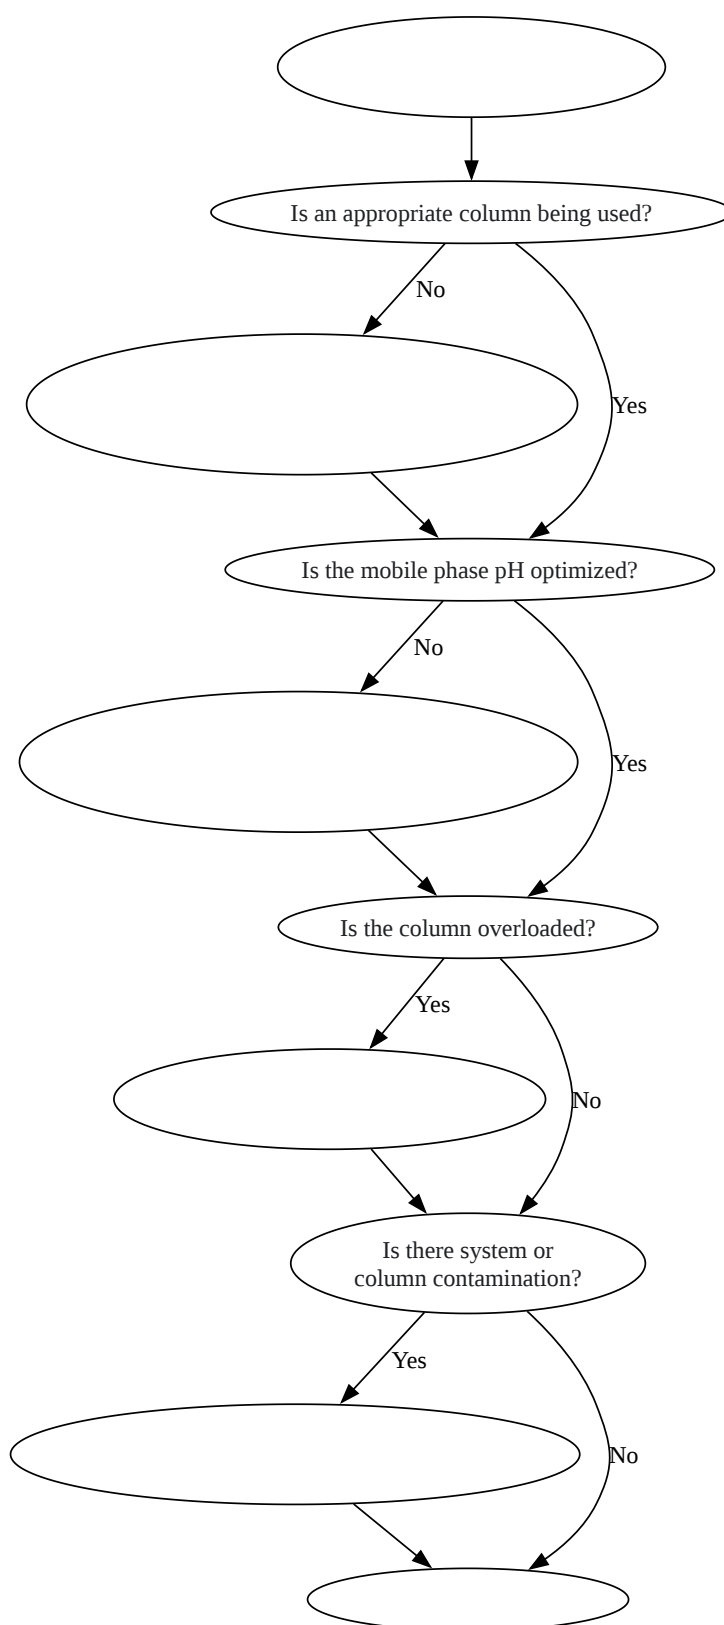 Is an appropriate column being used?
No
Yes
Is the mobile phase pH optimized?
No
Yes
Is the column overloaded?
Yes
No
Is there system or
column contamination?
Yes
No